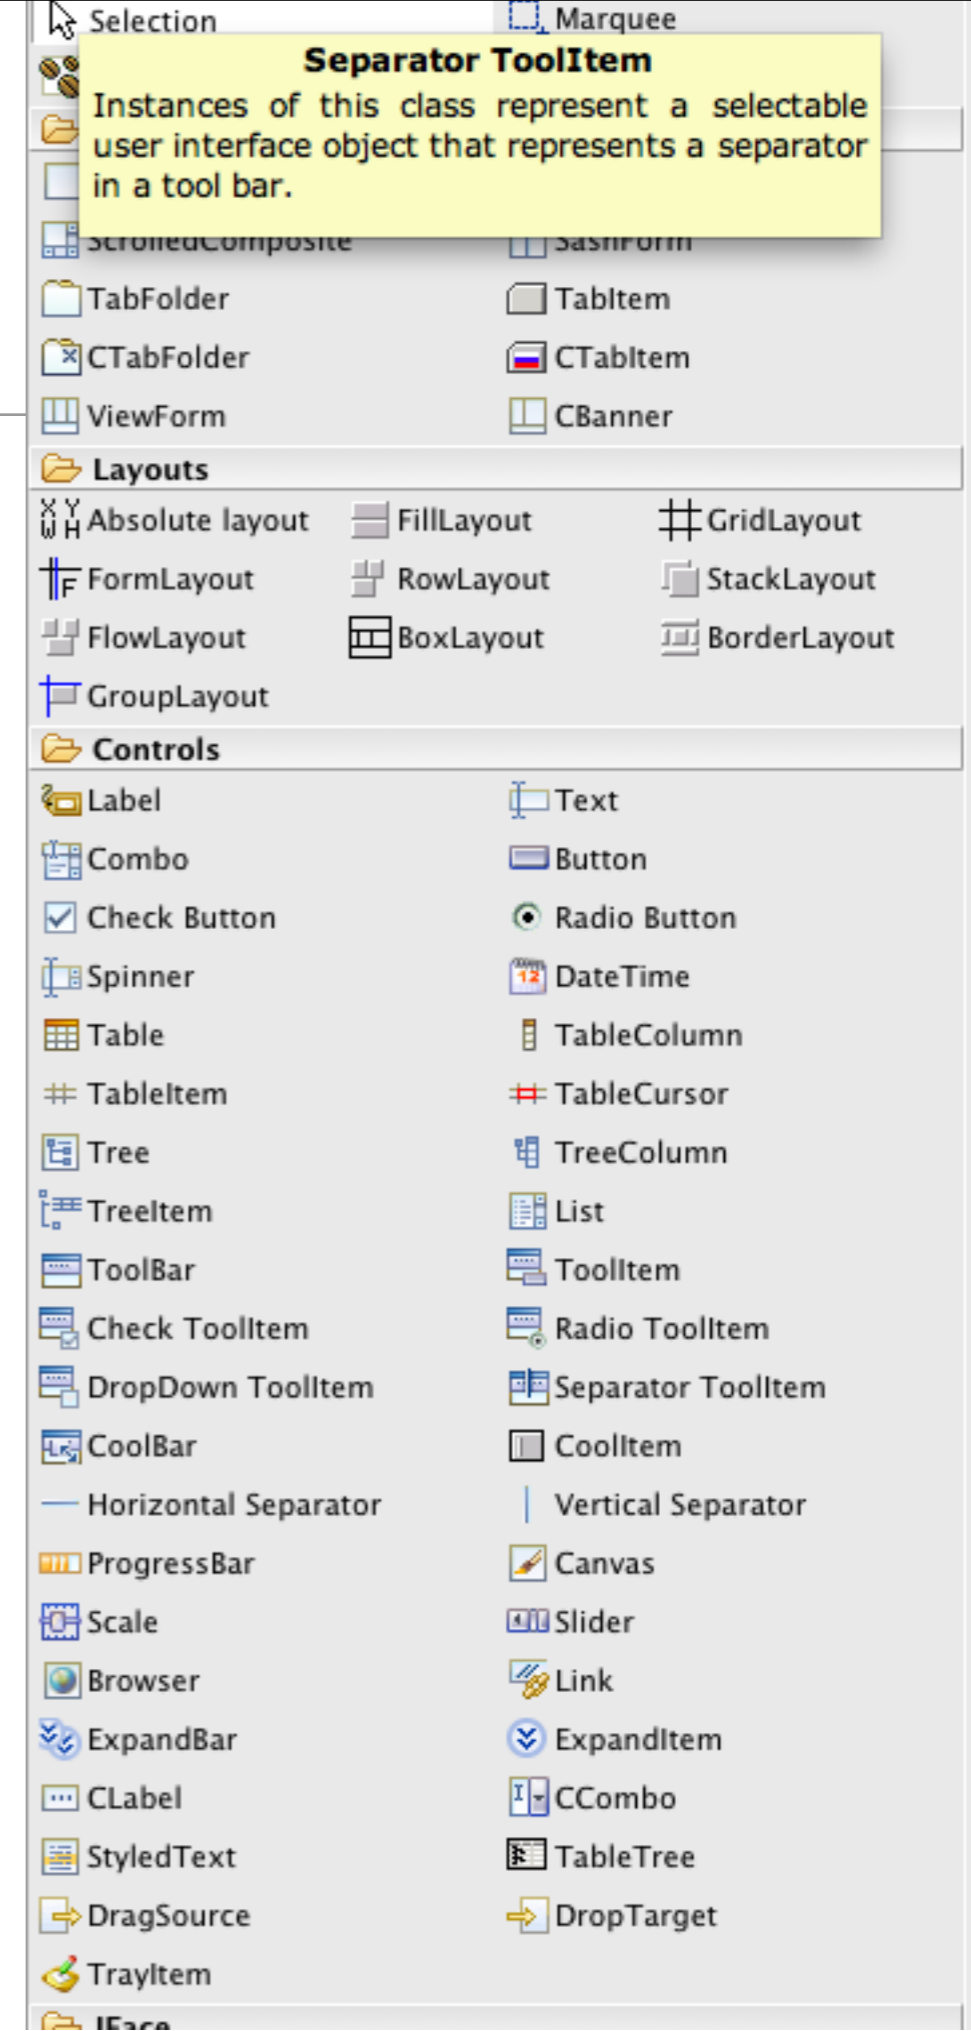 Selection Marquee
Separator ToolItem
Instances of this class represent a selectable
user interface object that represents a separator
in a tool bar.
ScrolledComposite SashForm
TabFolder TabItem
CTabFolder CTabItem
ViewForm CBanner
Layouts
Absolute layout FillLayout GridLayout
FormLayout RowLayout StackLayout
FlowLayout BoxLayout BorderLayout
GroupLayout
Controls
Label Text
Combo Button
Check Button Radio Button
Spinner DateTime
Table TableColumn
TableItem TableCursor
Tree TreeColumn
TreeItem List
ToolBar ToolItem
Check ToolItem Radio ToolItem
DropDown ToolItem Separator ToolItem
CoolBar CoolItem
Horizontal Separator Vertical Separator
ProgressBar Canvas
Scale Slider
Browser Link
ExpandBar ExpandItem
CLabel CCombo
StyledText TableTree
DragSource DropTarget
TrayItem
JFace